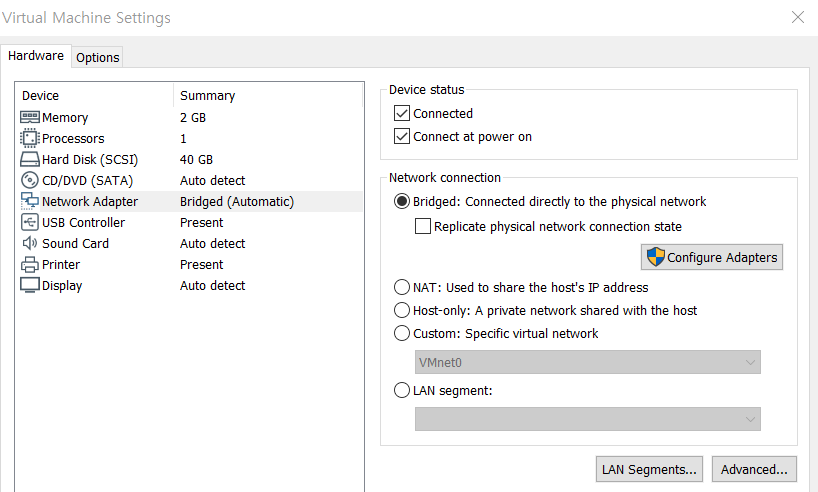 Virtual Machine Settings
Hardware
Options
Device Summary
Memory 2 GB
Processors 1
Hard Disk (SCSI) 40 GB
CD/DVD (SATA) Auto detect
Network Adapter Bridged (Automatic)
USB Controller Present
Sound Card Auto detect
Printer Present
Display Auto detect
Device status
Connected
Connect at power on
Network connection
Bridged: Connected directly to the physical network
Replicate physical network connection state
Configure Adapters
NAT: Used to share the host's IP address
Host-only: A private network shared with the host
Custom: Specific virtual network
VMnet0
LAN segment:
LAN Segments...
Advanced...